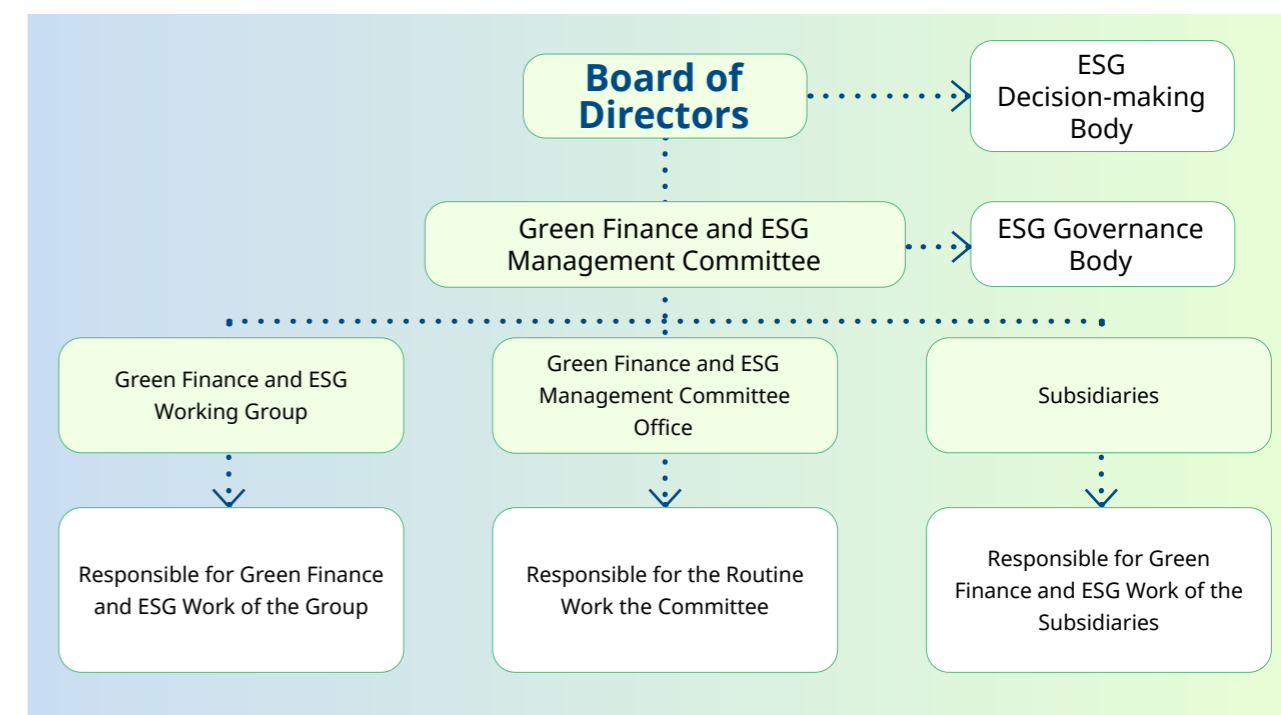 Board of
Directors
ESG
Decision-making
Body
Green Finance and ESG
Management Committee
ESG Governance
Body
Green Finance and ESG
Working Group
Green Finance and ESG
Management Committee
Office
Subsidiaries
Responsible for Green Finance
and ESG Work of the Group
Responsible for the Routine
Work the Committee
Responsible for Green
Finance and ESG Work of the
Subsidiaries